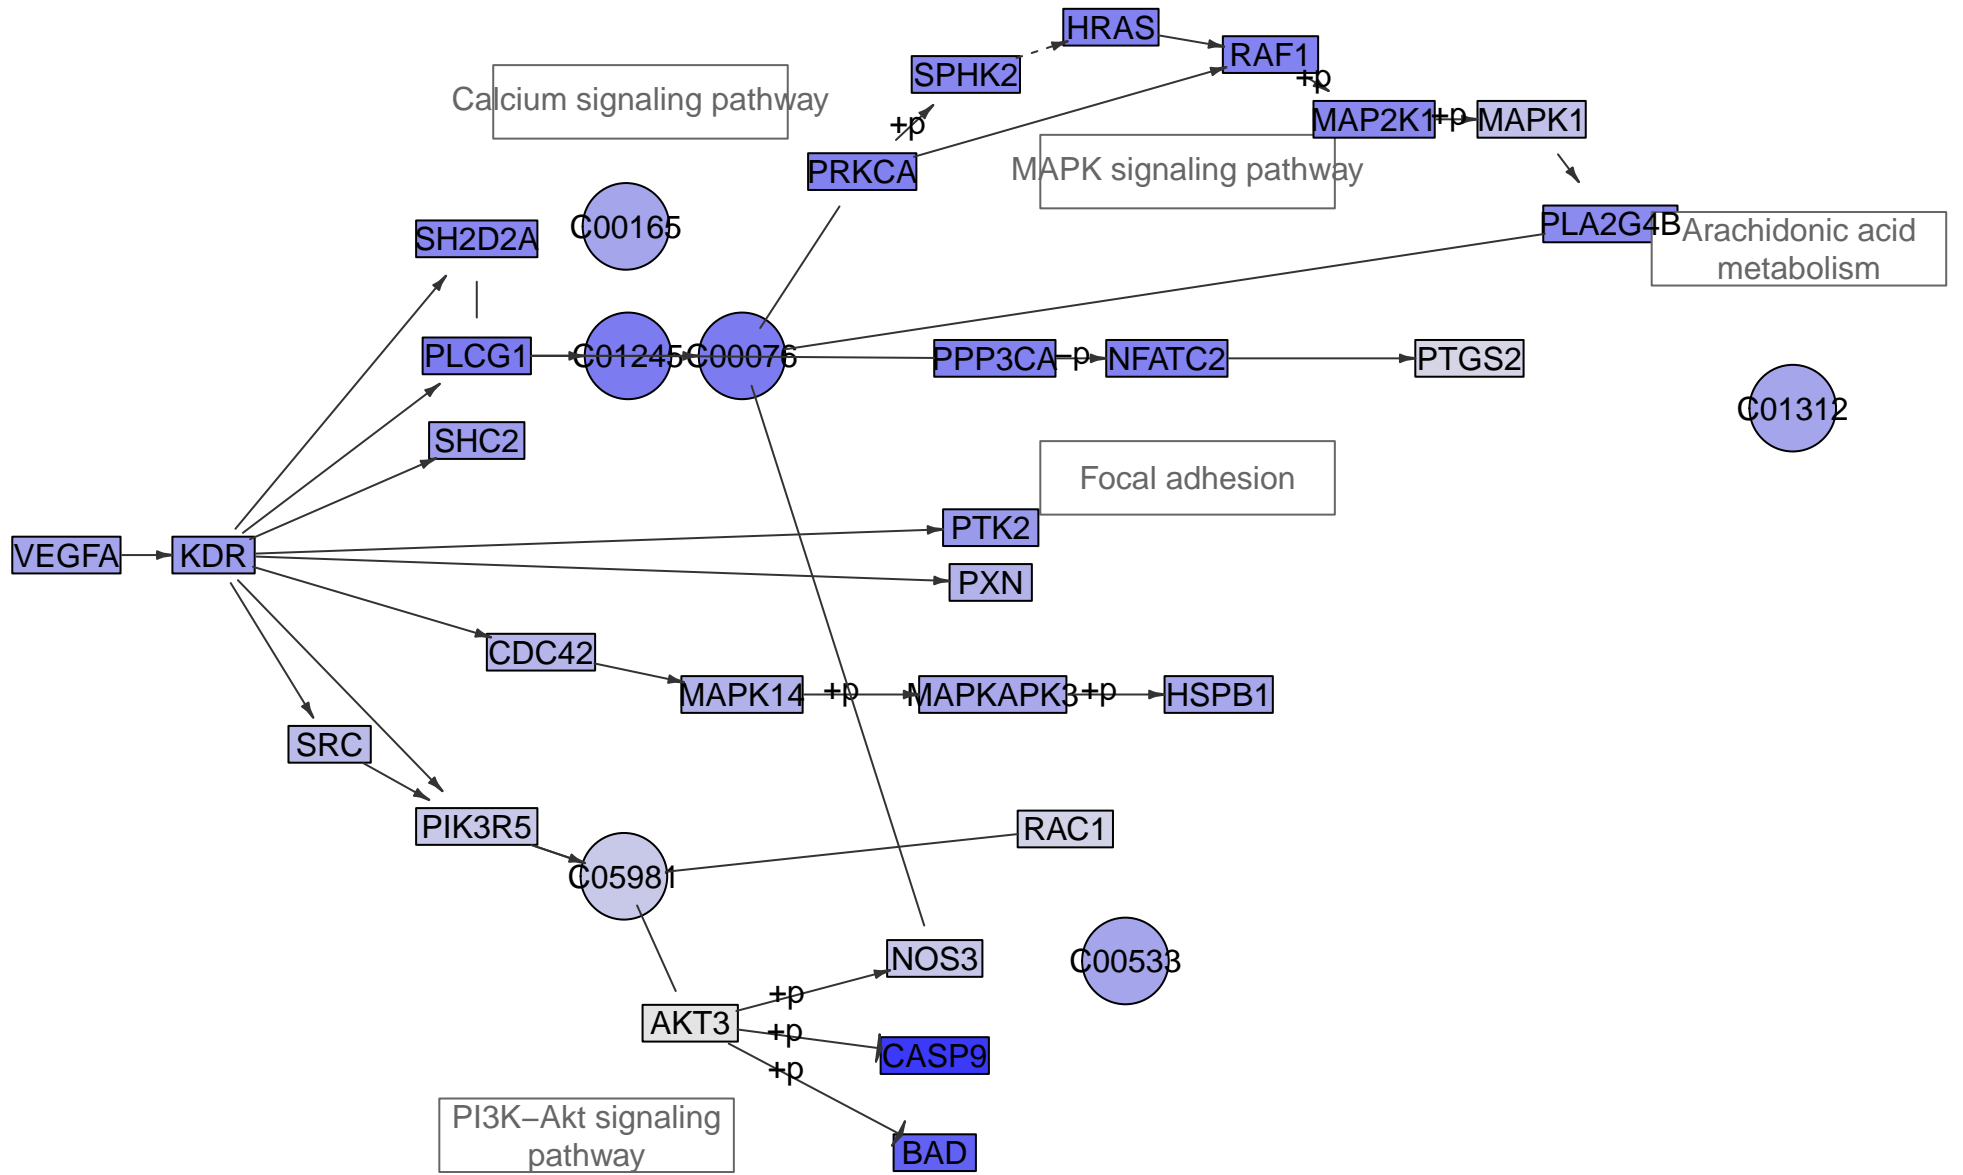 HRAS
RAF1
+p
SPHK2
Calcium signaling pathway
+p
MAP2K1
+p
MAPK1
PRKCA
MAPK signaling pathway
C00165
SH2D2A
PLA2G4B
Arachidonic acid
metabolism
PLCG1
C01245
C00076
PPP3CA
−p
NFATC2
PTGS2
C01312
SHC2
Focal adhesion
PTK2
VEGFA
KDR
PXN
CDC42
MAPK14
+p
MAPKAPK3
+p
HSPB1
SRC
PIK3R5
RAC1
C05981
NOS3
C00533
+p
AKT3
+p
CASP9
+p
PI3K−Akt signaling
pathway
BAD